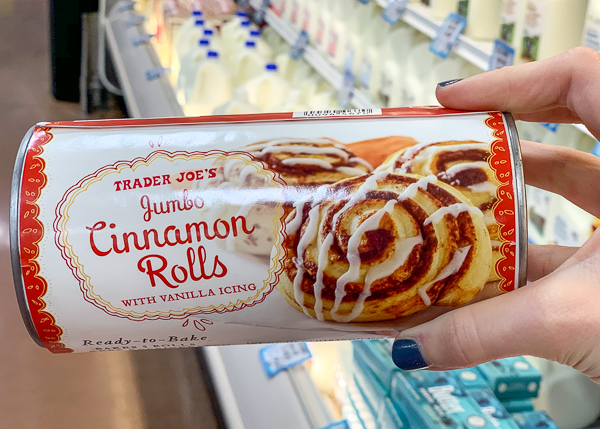 TRADER JOE'S
Jumbo
Cinnamon
Rolls
WITH VANILLA ICING
Ready-to-Bake